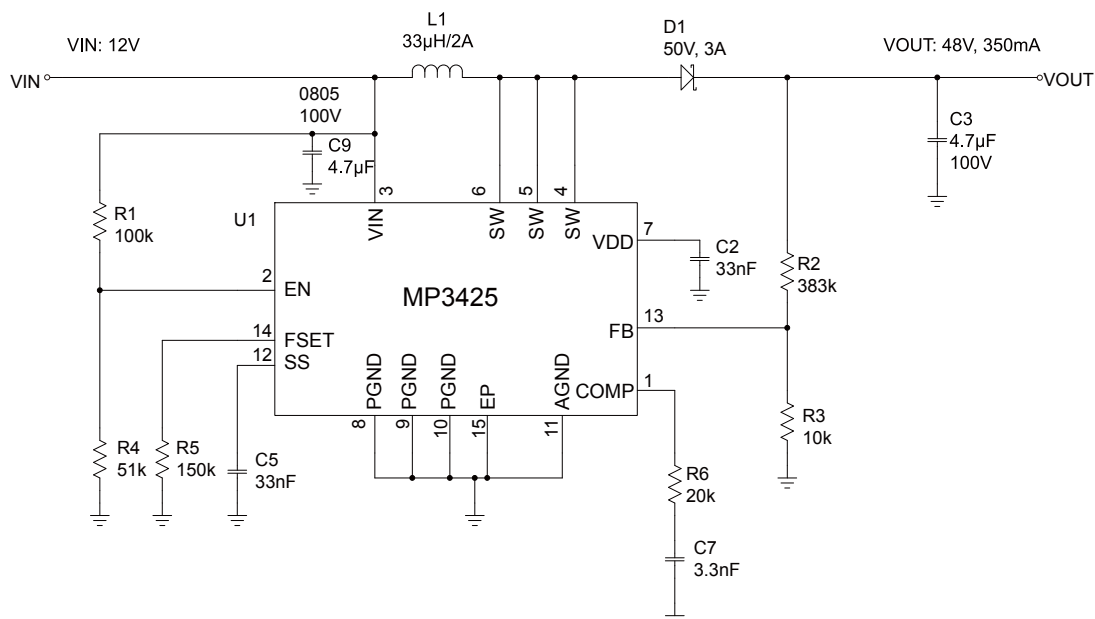 L1
33µH/2A
D1
50V, 3A
VIN: 12V
VOUT: 48V, 350mA
VIN
VOUT
0805
100V
C9
4.7µF
C3
4.7µF
100V
3
6
5
4
U1
VIN
SW
SW
SW
R1
100k
VDD
7
C2
33nF
R2
383k
2
EN
MP3425
FB
13
14
FSET
12
SS
COMP
1
PGND
PGND
PGND
EP
AGND
8
9
10
15
11
R3
10k
R4
51k
R5
150k
C5
33nF
R6
20k
C7
3.3nF